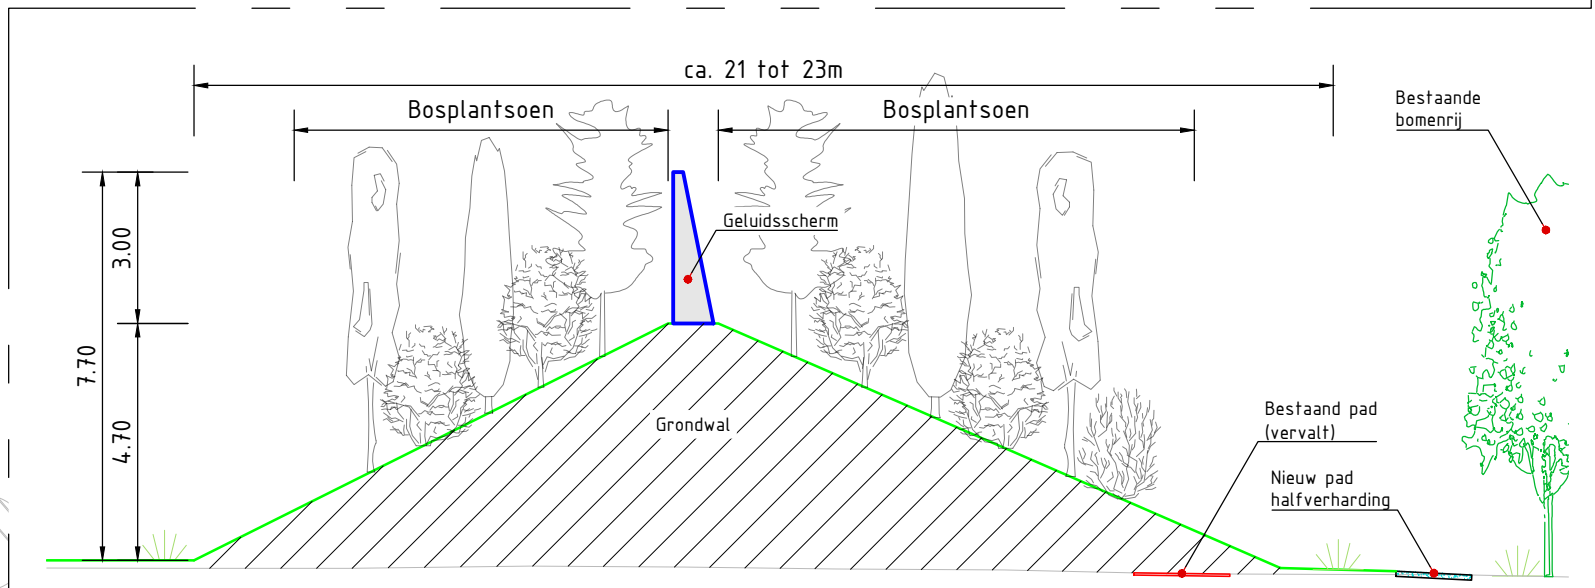 ca. 21 tot 23m
Bosplantsoen
Bosplantsoen
Bestaande
bomenrij
Geluidsscherm
3.00
7.70
4.70
Grondwal
Bestaand pad
(vervalt)
Nieuw pad
halfverharding